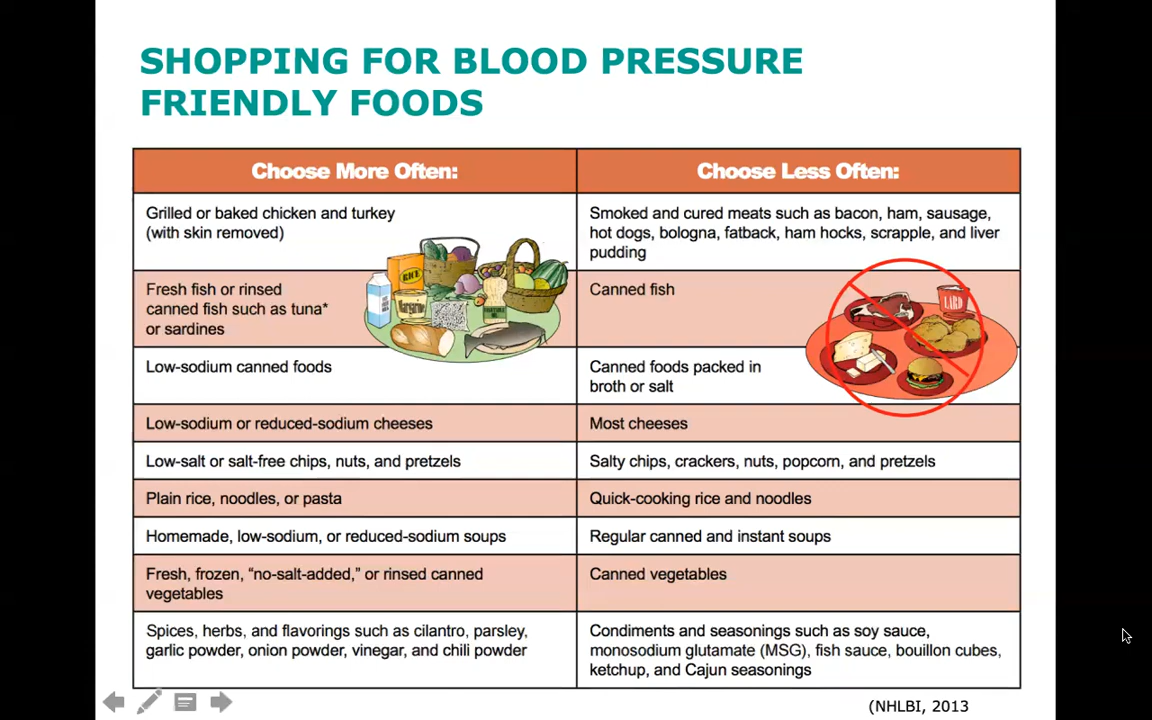 SHOPPING FOR BLOOD PRESSURE
FRIENDLY FOODS
Choose More Often:
Choose Less Often:
Grilled or baked chicken and turkey
(with skin removed)
Smoked and cured meats such as bacon, ham, sausage,
hot dogs, bologna, fatback, ham hocks, scrapple, and liver
pudding
Fresh fish or rinsed
canned fish such as tuna*
or sardines
RICE
Canned fish
LARD
Low-sodium canned foods
Canned foods packed in
broth or salt
Low-sodium or reduced-sodium cheeses
Most cheeses
Low-salt or salt-free chips, nuts, and pretzels
Salty chips, crackers, nuts, popcorn, and pretzels
Plain rice, noodles, or pasta
Quick-cooking rice and noodles
Homemade, low-sodium, or reduced-sodium soups
Regular canned and instant soups
Fresh, frozen, “no-salt-added,” or rinsed canned
vegetables
Canned vegetables
Spices, herbs, and flavorings such as cilantro, parsley,
garlic powder, onion powder, vinegar, and chili powder
Condiments and seasonings such as soy sauce,
monosodium glutamate (MSG), fish sauce, bouillon cubes,
ketchup, and Cajun seasonings
(NHLBI, 2013